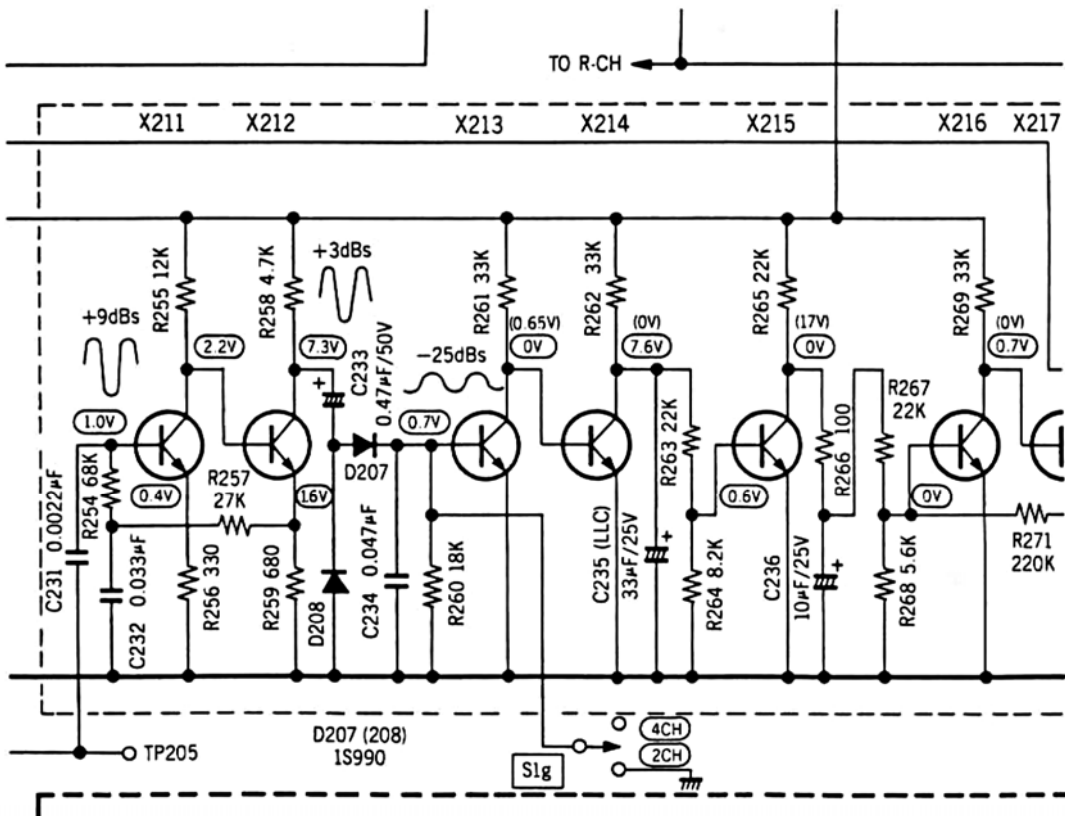 TO R-CH
X211
X212
X213
X214
X215
X216
X217
R255 12K
R258 4.7K
+3dBs
R261 33K
R262 33K
R265 22K
R269 33K
+9dBs
2.2V
7.3V
C233
0.47μF/50V
-25dBs
(0.65V)
0V
(0V)
7.6V
(17V)
0V
(0V)
0.7V
+
1.0V
0.7V
R263 22K
R266 100
R267
22K
C231 0.0022μF
R254 68K
0.4V
R257
27K
1.6V
D207
0.6V
0V
C232 0.033μF
R256 330
R259 680
D208
C234 0.047μF
R260 18K
C235 (LLC)
33μF/25V
+
R264 8.2K
C236
10μF/25V
+
R268 5.6K
R271
220K
TP205
D207 (208)
1S990
S1g
4CH
2CH